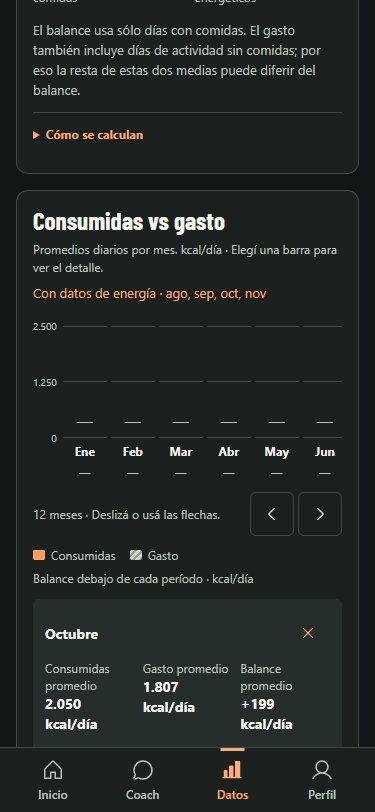 comidas energéticos
El balance usa sólo días con comidas. El gasto
también incluye días de actividad sin comidas; por
eso la resta de estas dos medias puede diferir del
balance.
▶ Cómo se calculan
Consumidas vs gasto
Promedios diarios por mes. kcal/día · Elegí una barra para
ver el detalle.
Con datos de energía · ago, sep, oct, nov
2.500
1.250
0
— — — — — —
Ene Feb Mar Abr May Jun
— — — — — —
12 meses · Deslizá o usá las flechas.
Consumidas Gasto
Balance debajo de cada período · kcal/día
Octubre
Consumidas Gasto promedio Balance
promedio 1.807 promedio
2.050 kcal/día +199
kcal/día kcal/día
Inicio Coach Datos Perfil